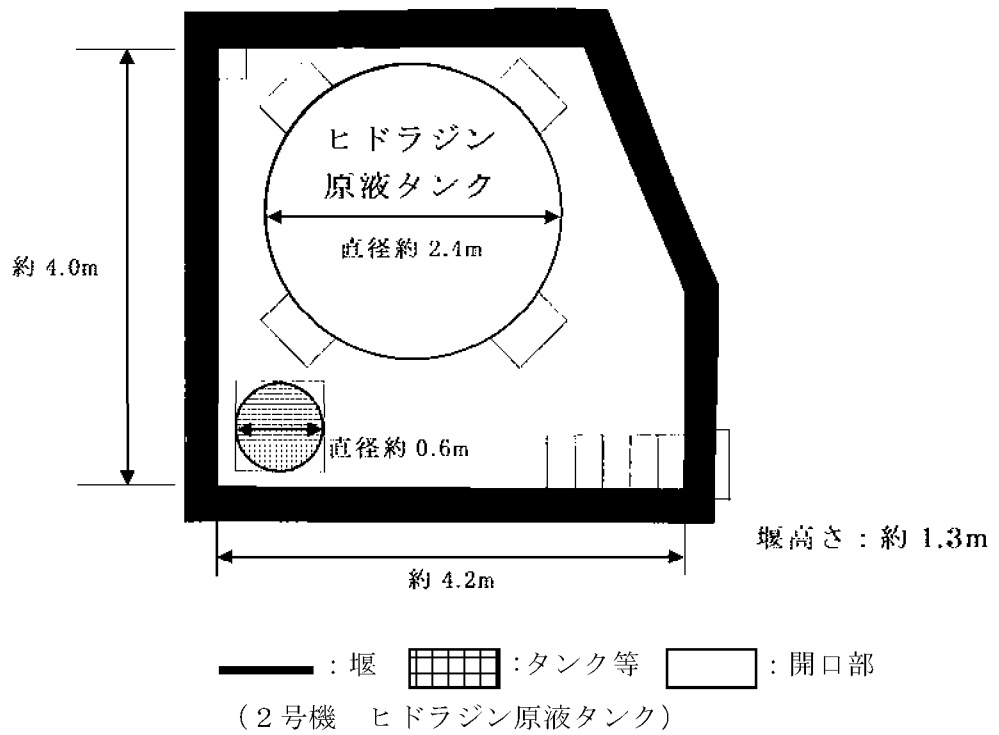 ヒドラジン
原液タンク
直径約 2.4m
約 4.0m
直径約 0.6m
堰高さ：約 1.3m
約 4.2m
：堰 ：タンク等 ：開口部
（２号機　ヒドラジン原液タンク）